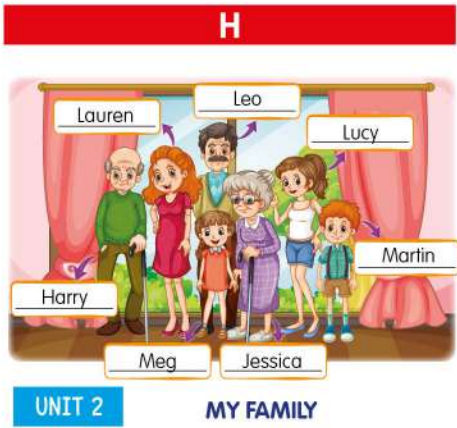 H
Leo
Lauren
Lucy
Martin
Harry
Meg
Jessica
UNIT 2
MY FAMILY